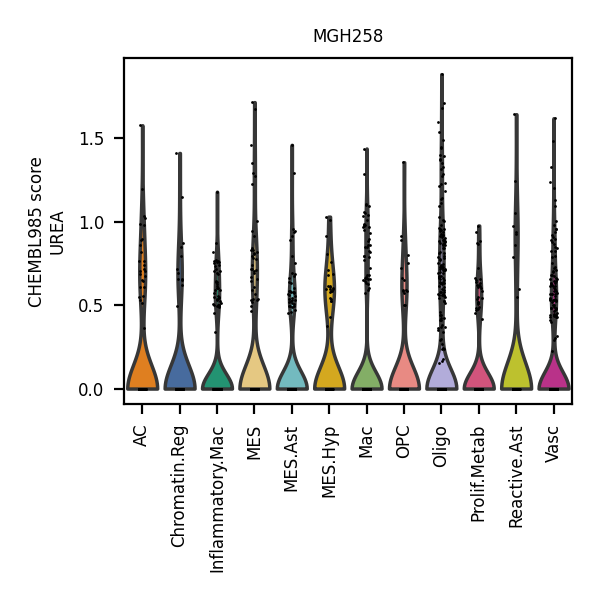 MGH258
CHEMBL985 score
UREA
1.5
1.0
0.5
0.0
AC
Chromatin.Reg
Inflammatory.Mac
MES
MES.Ast
MES.Hyp
Mac
OPC
Oligo
Prolif.Metab
Reactive.Ast
Vasc